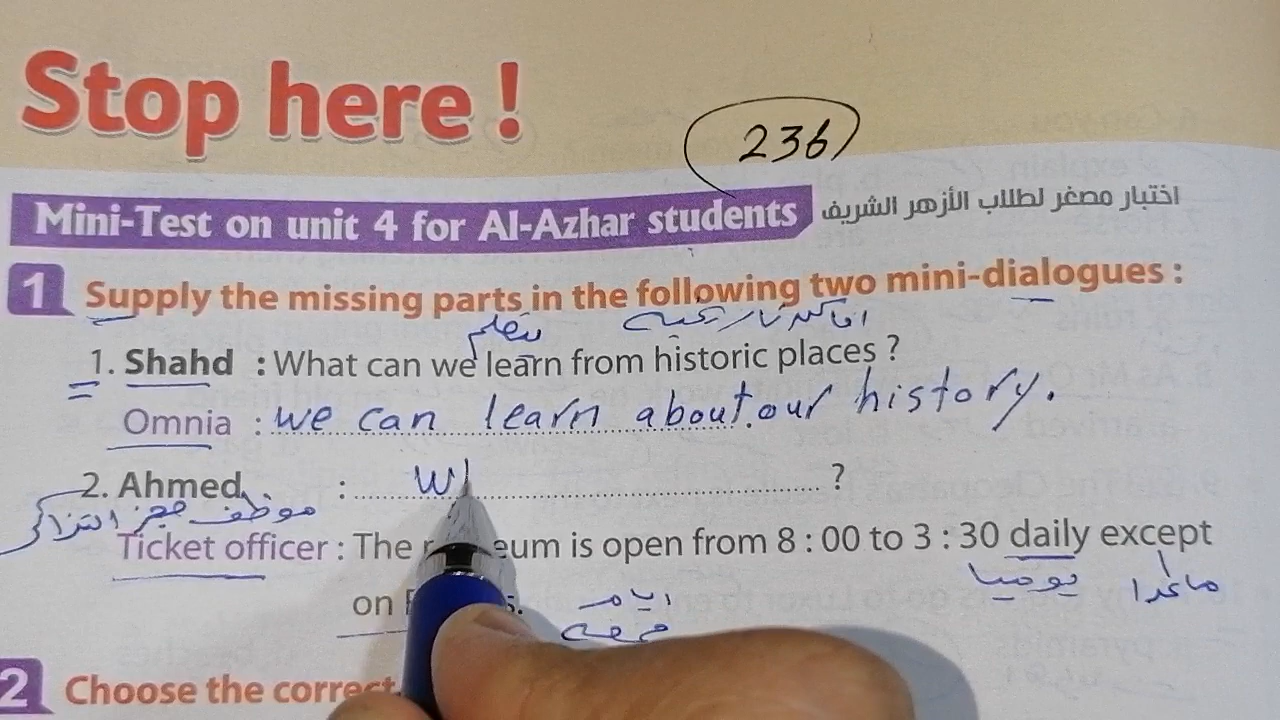 Stop here !
236
Mini-Test on unit 4 for Al-Azhar students
اختبار مصغر لطلاب الأزهر الشريف
1 Supply the missing parts in the following two mini-dialogues :
نتعلم اماكن تاريخيه
1. Shahd : What can we learn from historic places ?
Omnia : we can learn about our history.
2. Ahmed : ?
موظف حجز التذاكر
Ticket officer : The eum is open from 8 : 00 to 3 : 30 daily except
يوميا ماعدا
on
ايام
2 Choose the correct